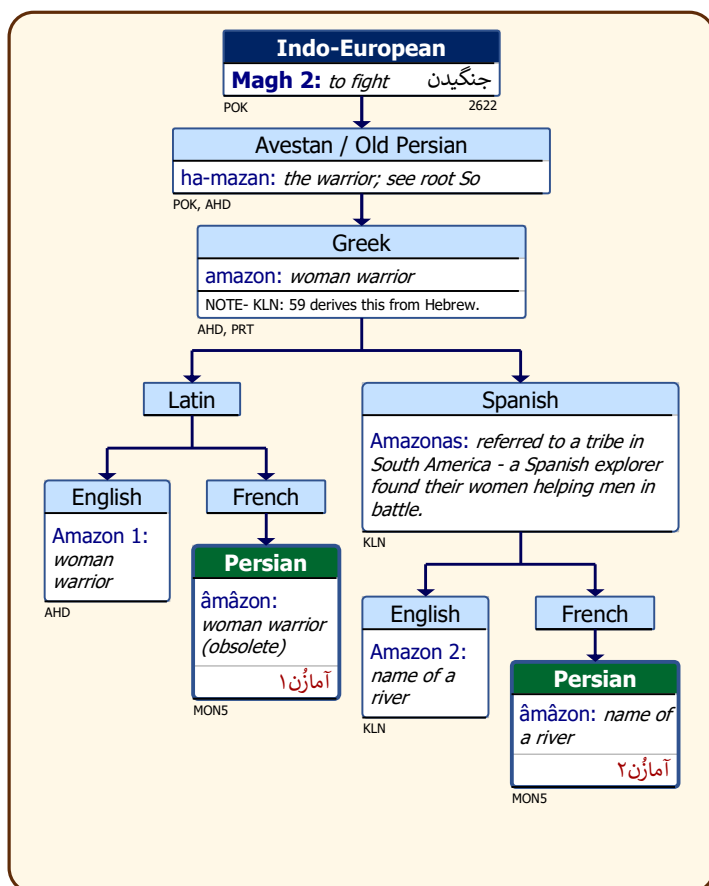 Indo-European
Magh 2: to fight جنگیدن
POK 2622
Avestan / Old Persian
ha-mazan: the warrior; see root So
POK, AHD
Greek
amazon: woman warrior
NOTE- KLN: 59 derives this from Hebrew.
AHD, PRT
Latin
Spanish
Amazonas: referred to a tribe in
South America - a Spanish explorer
found their women helping men in
battle.
KLN
English
Amazon 1:
woman
warrior
AHD
French
Persian
âmâzon:
woman warrior
(obsolete)
آمازُن۱
MON5
English
Amazon 2:
name of a
river
KLN
French
Persian
âmâzon: name of
a river
آمازُن۲
MON5